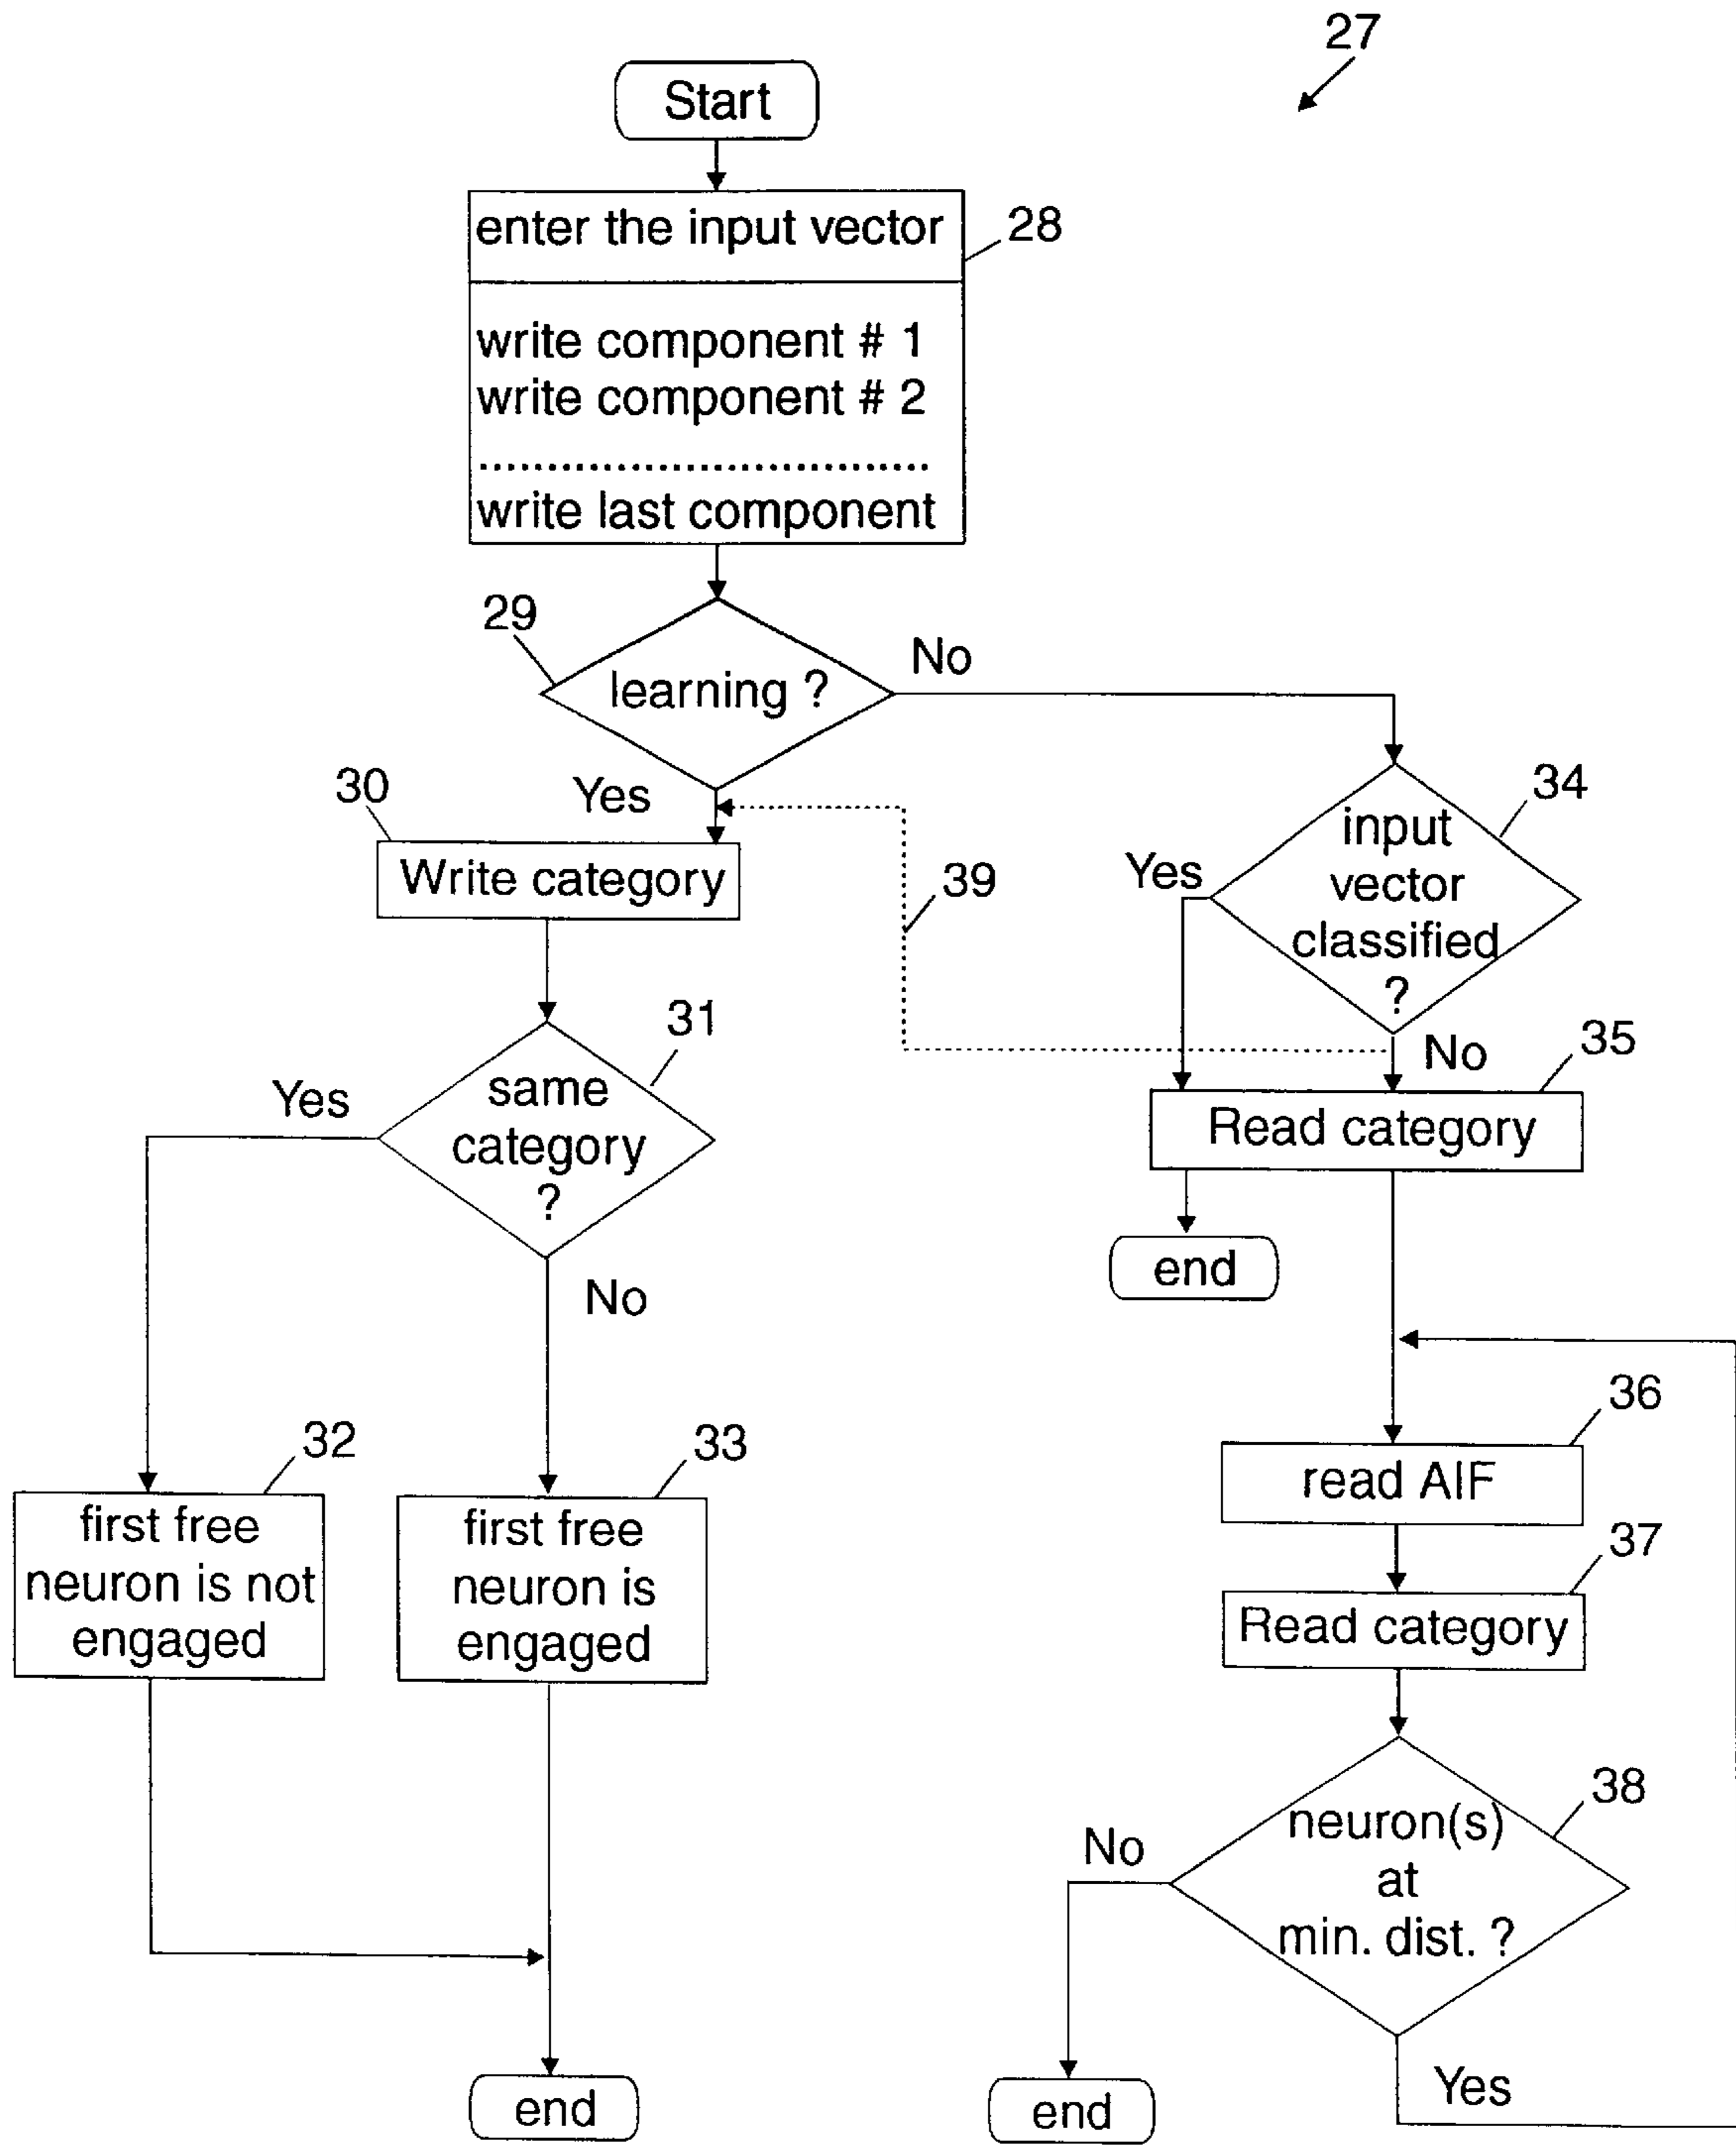 27
Start
enter the input vector
28
write component # 1
write component # 2
..................................
write last component
29
learning ?
No
Yes
30
Write category
39
34
input
vector
classified
?
Yes
No
31
same
category
?
Yes
No
35
Read category
end
36
read AIF
32
first free
neuron is not
engaged
33
first free
neuron is
engaged
37
Read category
38
neuron(s)
at
min. dist. ?
No
Yes
end
end